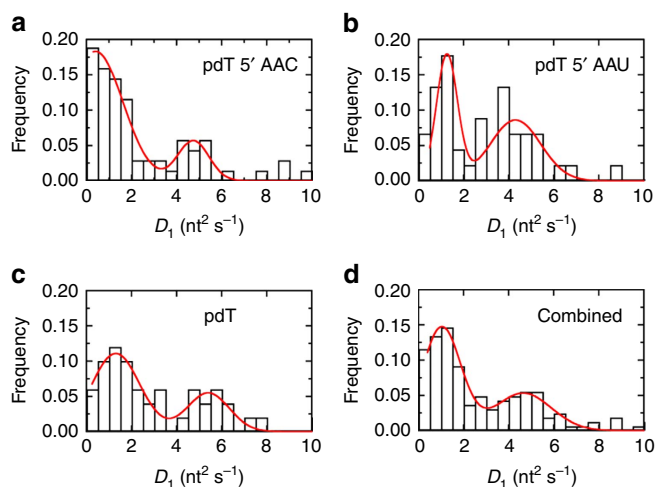 a
pdT 5′ AAC
Frequency
0.20
0.15
0.10
0.05
0.00
0 2 4 6 8 10
D₁ (nt² s⁻¹)
b
pdT 5′ AAU
Frequency
0.20
0.15
0.10
0.05
0.00
0 2 4 6 8 10
D₁ (nt² s⁻¹)
c
pdT
Frequency
0.20
0.15
0.10
0.05
0.00
0 2 4 6 8 10
D₁ (nt² s⁻¹)
d
Combined
Frequency
0.20
0.15
0.10
0.05
0.00
0 2 4 6 8 10
D₁ (nt² s⁻¹)